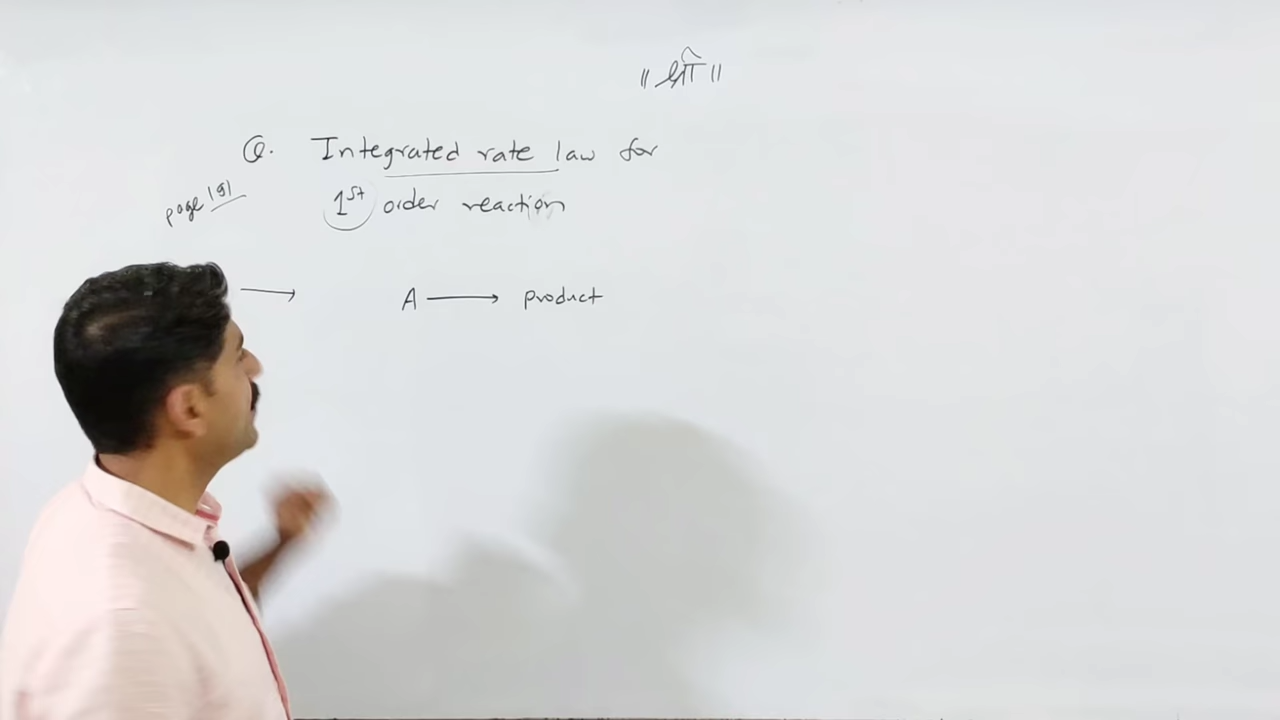 ॥ श्री ॥
Q. Integrated rate law for
page 191
1st order reaction
→ A ⟶ product